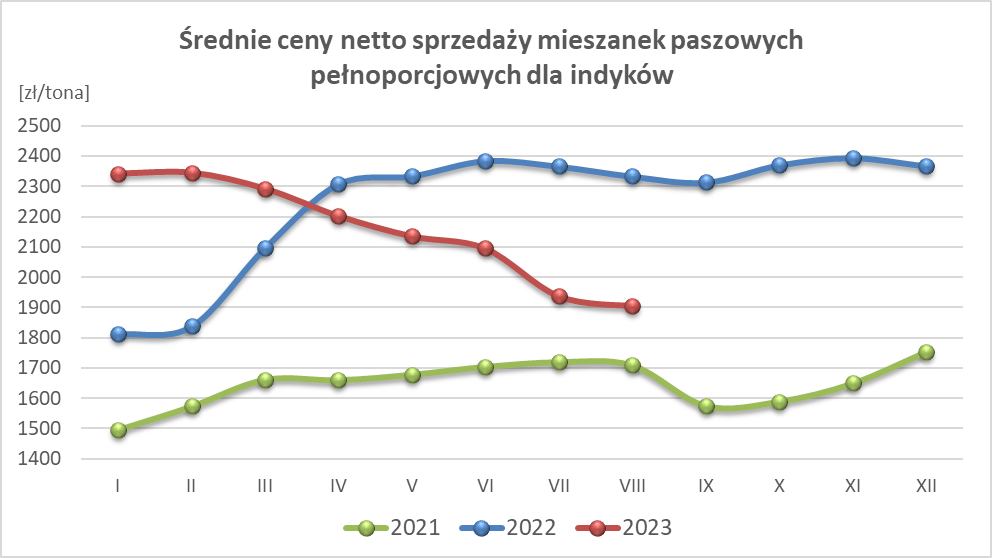 Średnie ceny netto sprzedaży mieszanek paszowych
pełnoporcjowych dla indyków
[zł/tona]
2500
2400
2300
2200
2100
2000
1900
1800
1700
1600
1500
1400
I II III IV V VI VII VIII IX X XI XII
2021 2022 2023